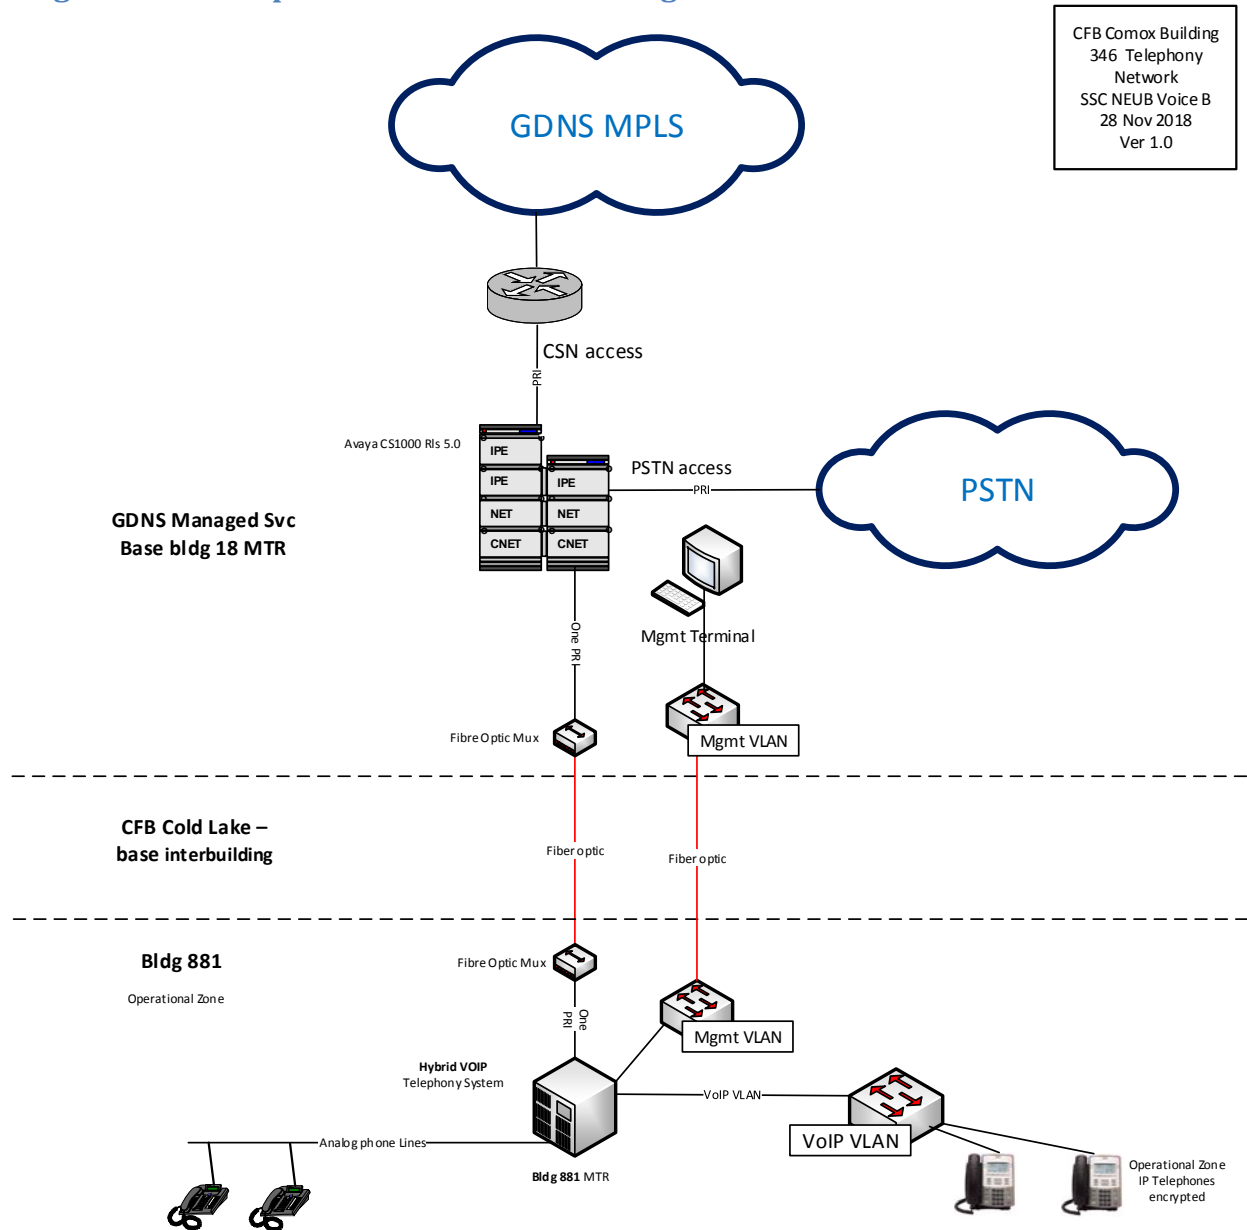 CFB Comox Building
346 Telephony
Network
SSC NEUB Voice B
28 Nov 2018
Ver 1.0
GDNS MPLS
CSN access
PRI
Avaya CS1000 Rls 5.0
IPE
IPE
NET
CNET
IPE
NET
CNET
PSTN access
PRI
PSTN
GDNS Managed Svc
Base bldg 18 MTR
One PRI
Mgmt Terminal
Fibre Optic Mux
Mgmt VLAN
CFB Cold Lake –
base interbuilding
Fiber optic
Fiber optic
Bldg 881
Operational Zone
Fibre Optic Mux
One
PRI
Mgmt VLAN
Hybrid VOIP
Telephony System
VoIP VLAN
VoIP VLAN
Analog phone Lines
Bldg 881 MTR
Operational Zone
IP Telephones
encrypted